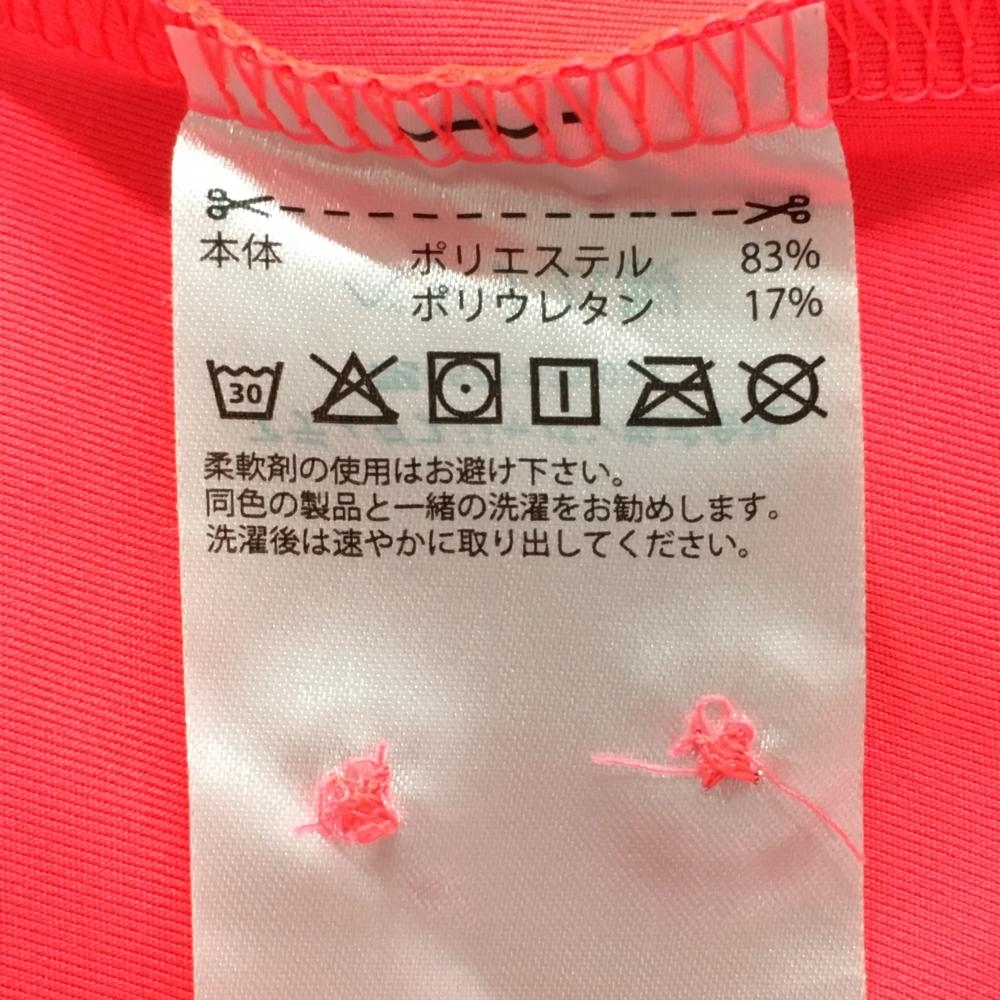 本体 ポリエステル 83%
ポリウレタン 17%
30
柔軟剤の使用はお避け下さい。
同色の製品と一緒の洗濯をお勧めします。
洗濯後は速やかに取り出してください。